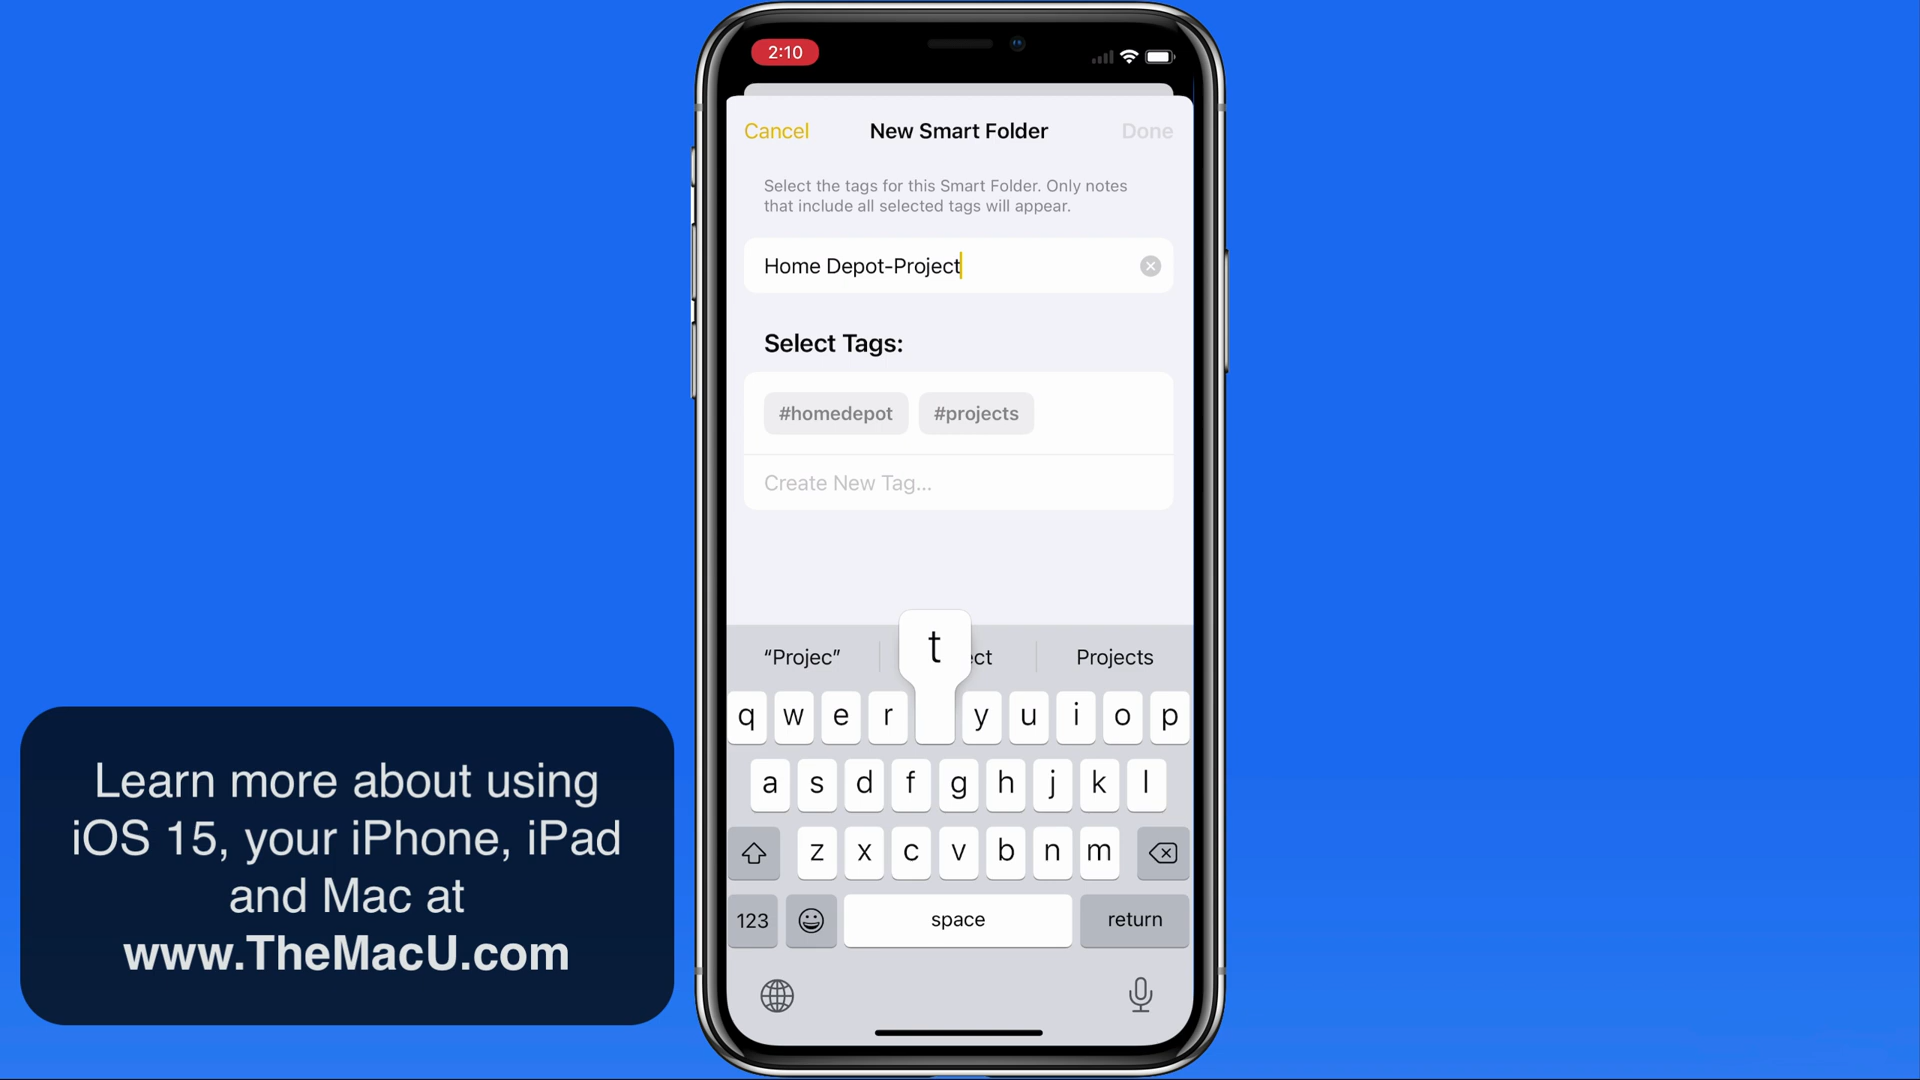 2:10
Cancel
New Smart Folder
Done
Select the tags for this Smart Folder. Only notes
that include all selected tags will appear.
Home Depot-Project
Select Tags:
#homedepot #projects
Create New Tag...
“Projec”
t
ect
Projects
q w e r y u i o p
a s d f g h j k l
z x c v b n m
123
space
return
Learn more about using
iOS 15, your iPhone, iPad
and Mac at
www.TheMacU.com